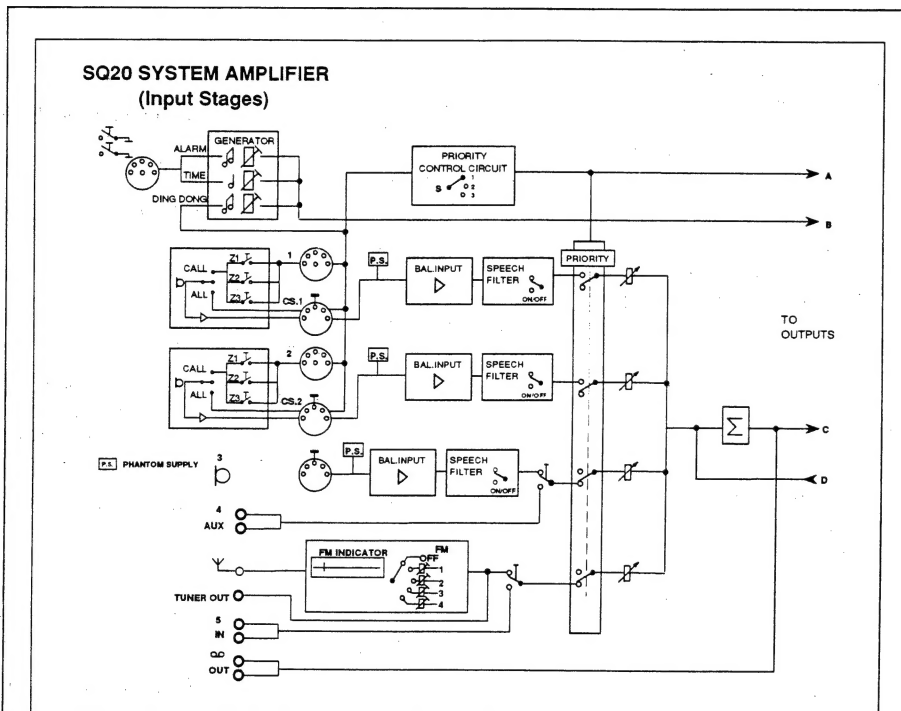 SQ20 SYSTEM AMPLIFIER
(Input Stages)
GENERATOR
ALARM
TIME
DING DONG
PRIORITY
CONTROL CIRCUIT
S 1
2
3
A
B
PRIORITY
Z1
CALL
Z2
ALL
Z3
1
CS.1
P.S.
BAL.INPUT
SPEECH
FILTER
ON/OFF
TO
OUTPUTS
Z1
CALL
Z2
ALL
Z3
2
CS.2
P.S.
BAL.INPUT
SPEECH
FILTER
ON/OFF
Σ
C
D
P.S. PHANTOM SUPPLY
3
P.S.
BAL.INPUT
SPEECH
FILTER
ON/OFF
4
AUX
FM INDICATOR
FM
OFF
1
2
3
4
TUNER OUT
5
IN
OUT